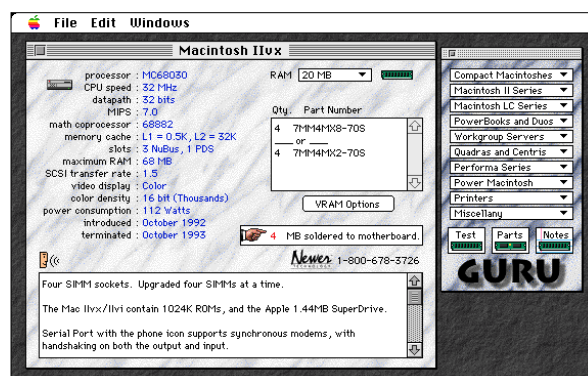 File Edit Windows
Macintosh IIvx
processor : MC68030
CPU speed : 32 MHz
datapath : 32 bits
MIPS : 7.0
math coprocessor : 68882
memory cache : L1 = 0.5K, L2 = 32K
slots : 3 NuBus, 1 PDS
maximum RAM : 68 MB
SCSI transfer rate : 1.5
video display : Color
color density : 16 bit (Thousands)
power consumption : 112 Watts
introduced : October 1992
terminated : October 1993
RAM 20 MB
Qty. Part Number
4 7MM4MX8-70S
___ or ___
4 7MM4MX2-70S
VRAM Options
4 MB soldered to motherboard.
Newer TECHNOLOGY 1-800-678-3726
Four SIMM sockets. Upgraded four SIMMs at a time.
The Mac IIvx/IIvi contain 1024K ROMs, and the Apple 1.44MB SuperDrive.
Serial Port with the phone icon supports synchronous modems, with
handshaking on both the output and input.
Compact Macintoshes
Macintosh II Series
Macintosh LC Series
PowerBooks and Duos
Workgroup Servers
Quadras and Centris
Performa Series
Power Macintosh
Printers
Miscellany
Test Parts Notes
GURU